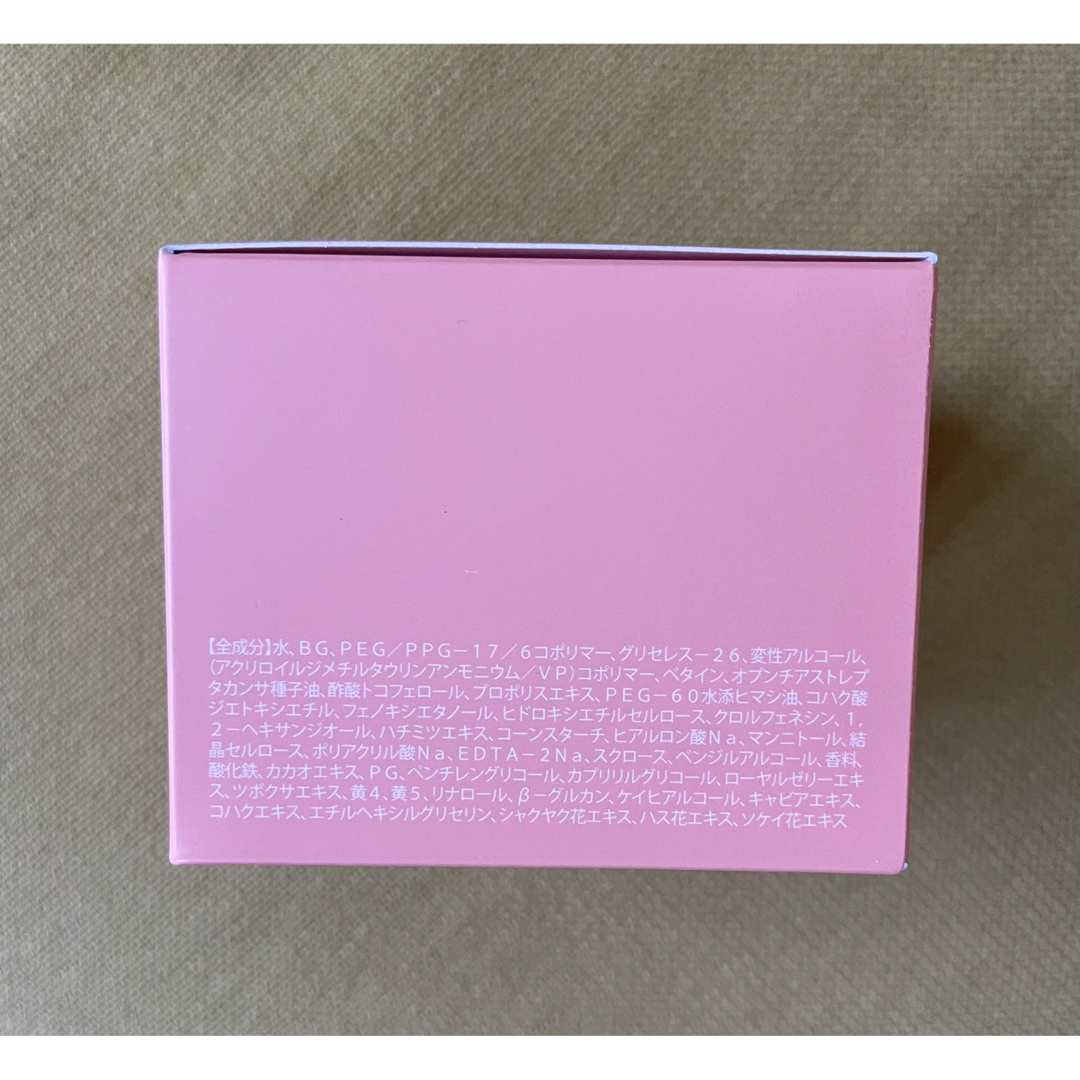 【全成分】水、ＢＧ、ＰＥＧ／ＰＰＧ－１７／６コポリマー、グリセレス－２６、変性アルコール、
（アクリロイルジメチルタウリンアンモニウム／ＶＰ）コポリマー、ベタイン、オプンチアストレプ
タカンサ種子油、酢酸トコフェロール、プロポリスエキス、ＰＥＧ－６０水添ヒマシ油、コハク酸
ジエトキシエチル、フェノキシエタノール、ヒドロキシエチルセルロース、クロルフェネシン、１，
２－ヘキサンジオール、ハチミツエキス、コーンスターチ、ヒアルロン酸Ｎａ、マンニトール、結
晶セルロース、ポリアクリル酸Ｎａ、ＥＤＴＡ－２Ｎａ、スクロース、ベンジルアルコール、香料、
酸化鉄、カカオエキス、ＰＧ、ペンチレングリコール、カプリリルグリコール、ローヤルゼリーエキ
ス、ツボクサエキス、黄４、黄５、リナロール、β－グルカン、ケイヒアルコール、キャビアエキス、
コハクエキス、エチルヘキシルグリセリン、シャクヤク花エキス、ハス花エキス、ソケイ花エキス